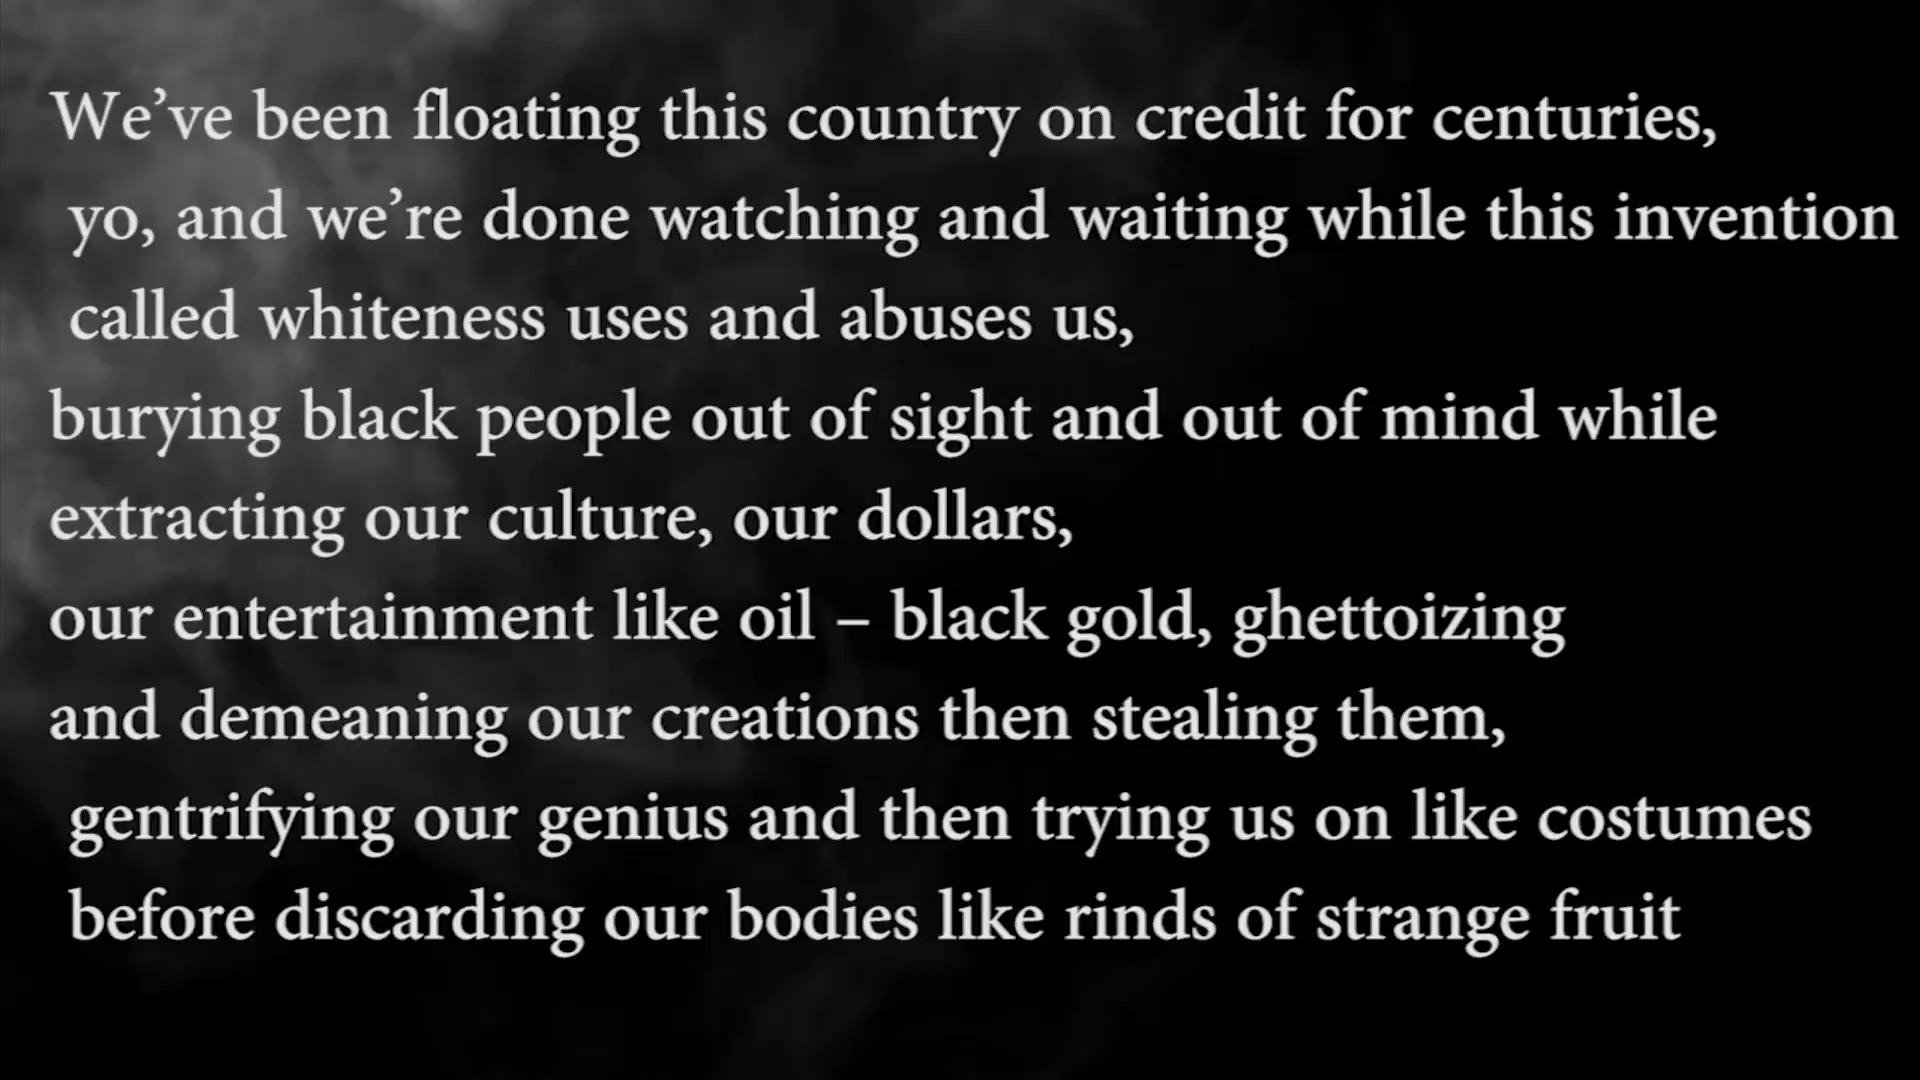 We’ve been floating this country on credit for centuries,
yo, and we’re done watching and waiting while this invention
called whiteness uses and abuses us,
burying black people out of sight and out of mind while
extracting our culture, our dollars,
our entertainment like oil – black gold, ghettoizing
and demeaning our creations then stealing them,
gentrifying our genius and then trying us on like costumes
before discarding our bodies like rinds of strange fruit